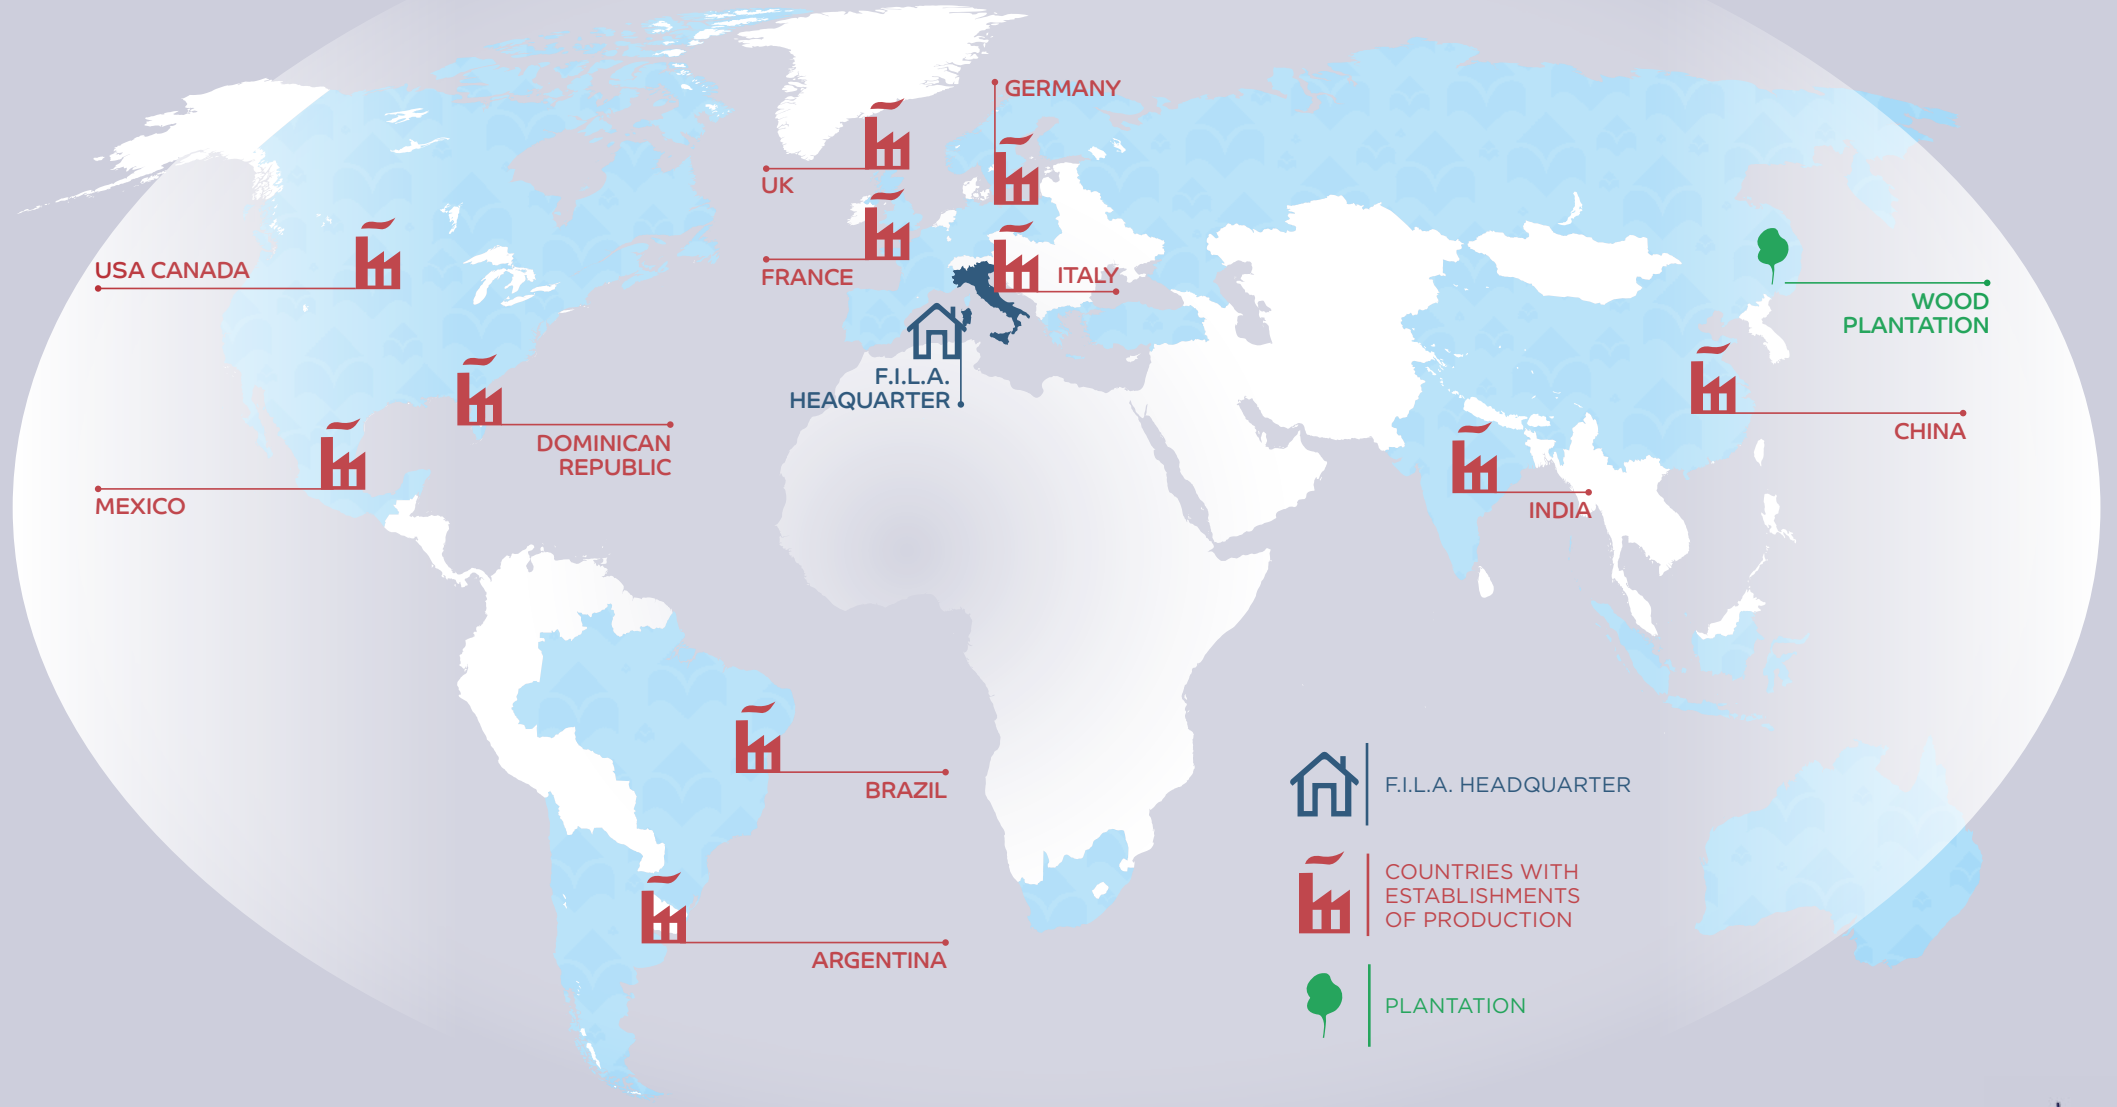 GERMANY
UK
USA CANADA
FRANCE
ITALY
WOOD
PLANTATION
F.I.L.A.
HEAQUARTER
DOMINICAN
REPUBLIC
CHINA
MEXICO
INDIA
BRAZIL
F.I.L.A. HEADQUARTER
COUNTRIES WITH
ESTABLISHMENTS
OF PRODUCTION
ARGENTINA
PLANTATION